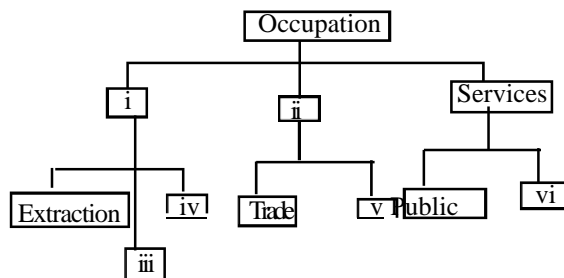 Occupation
i
ii
Services
Extraction
iv
Trade
v
Public
vi
iii